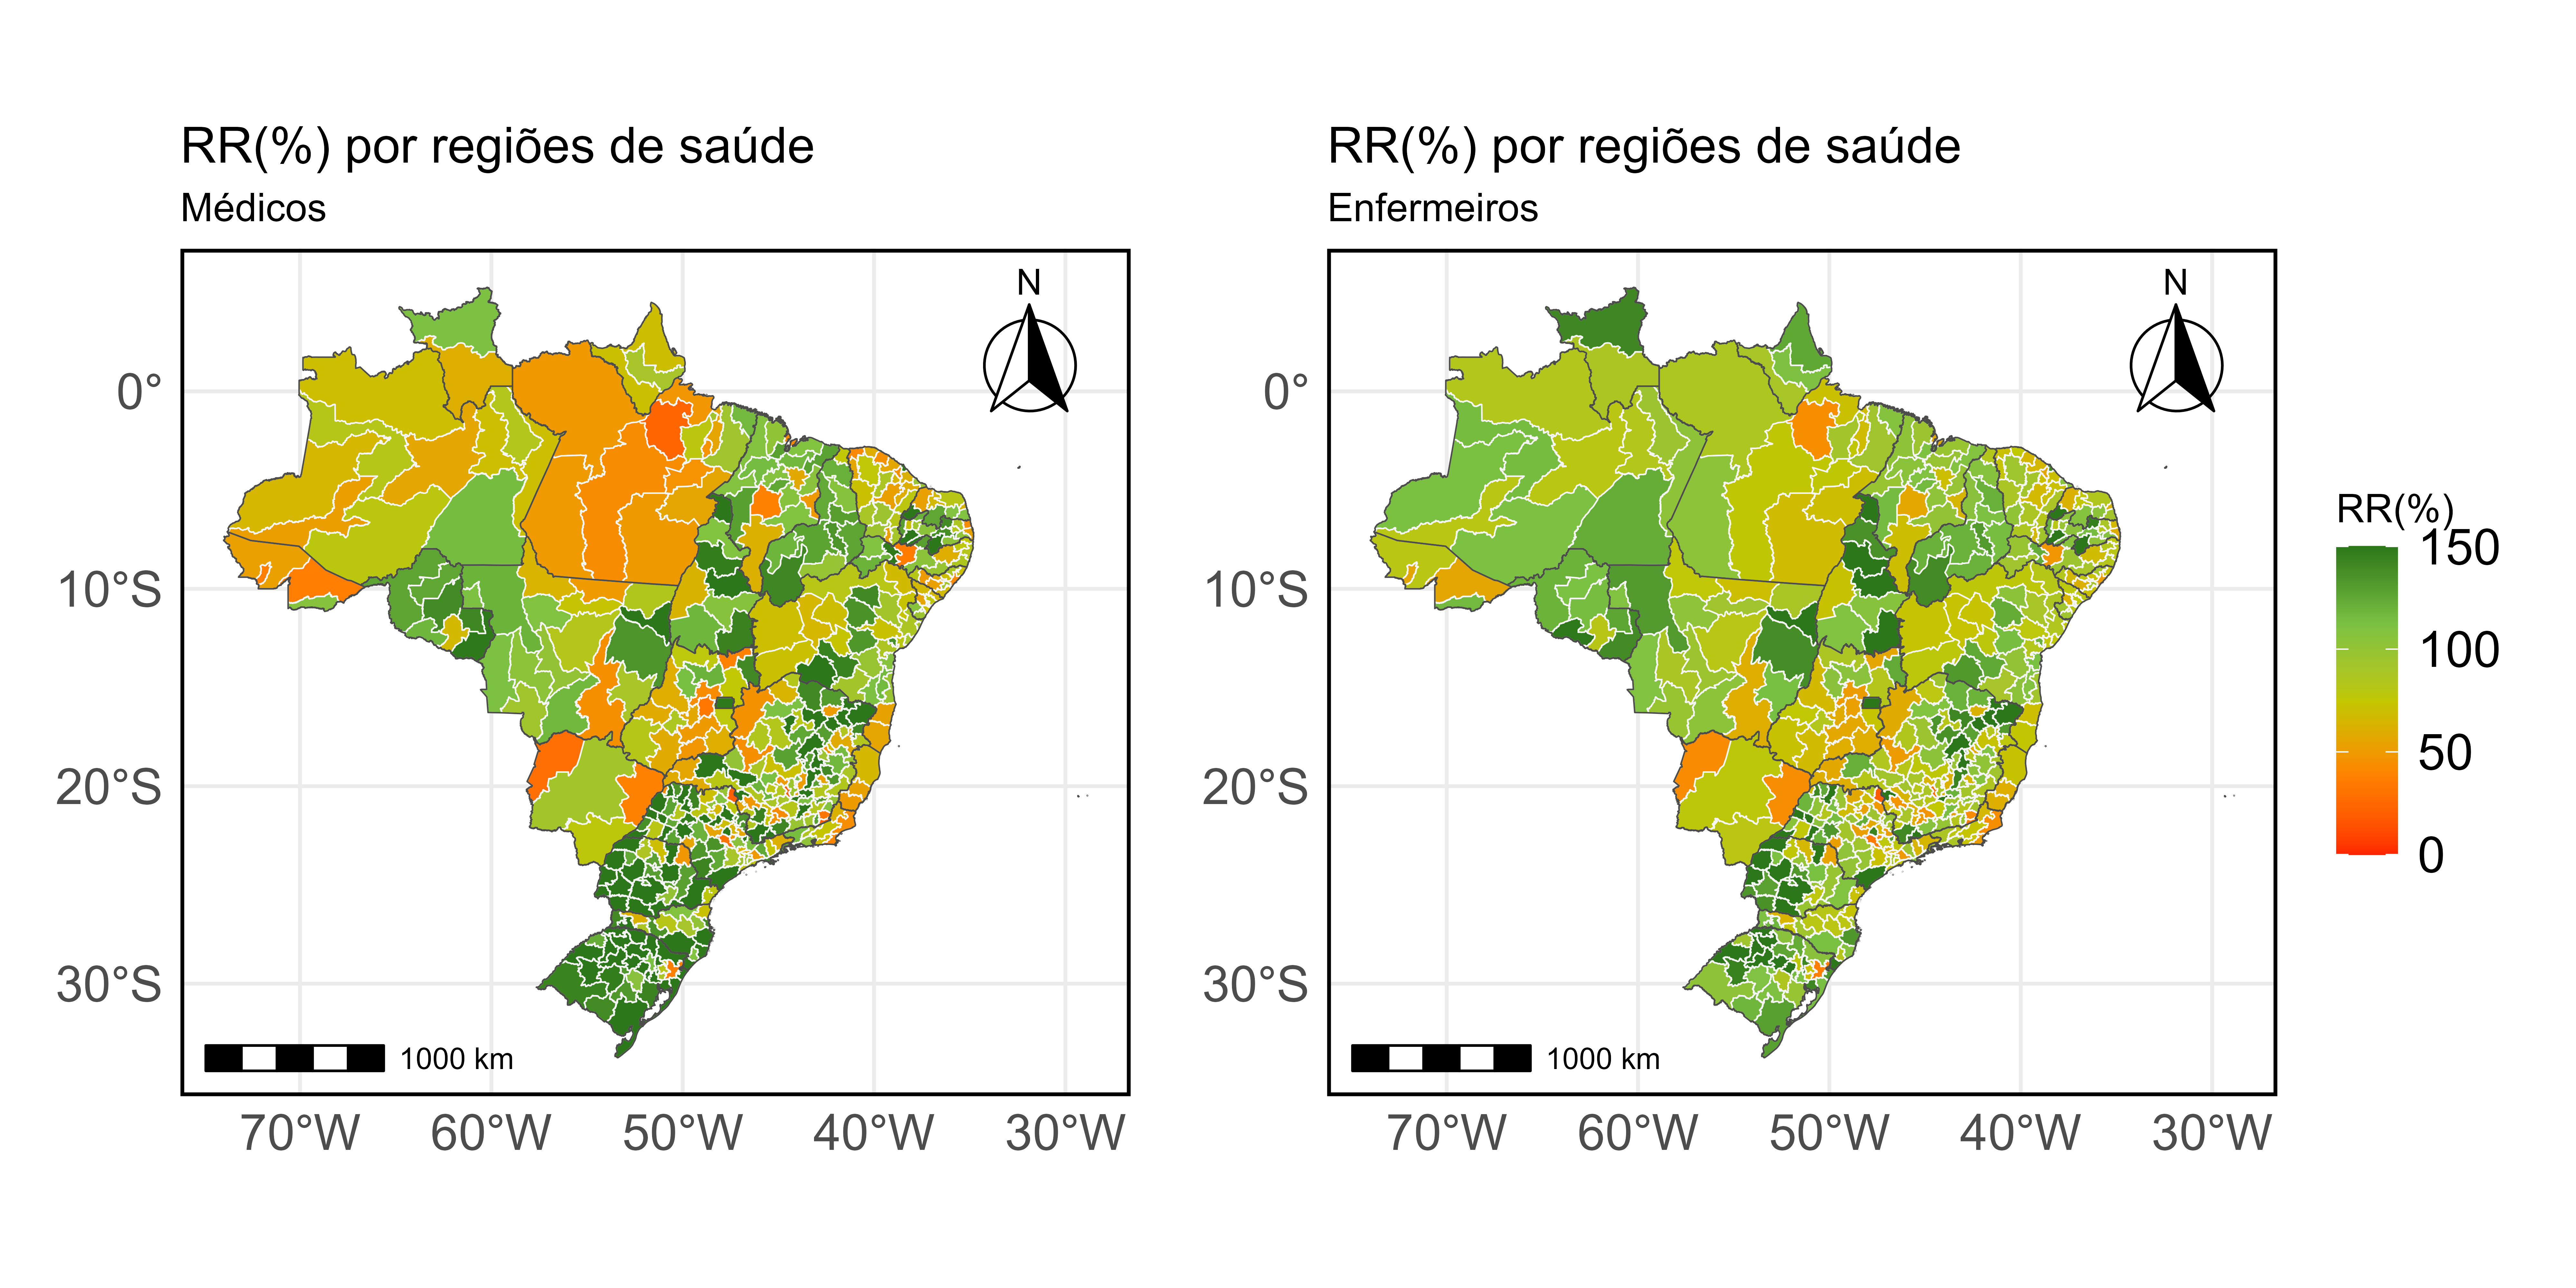 RR(%) por regiões de saúde
Médicos
N
0°
10°S
20°S
30°S
1000 km
70°W 60°W 50°W 40°W 30°W
RR(%) por regiões de saúde
Enfermeiros
N
0°
10°S
20°S
30°S
1000 km
70°W 60°W 50°W 40°W 30°W
RR(%)
150
100
50
0